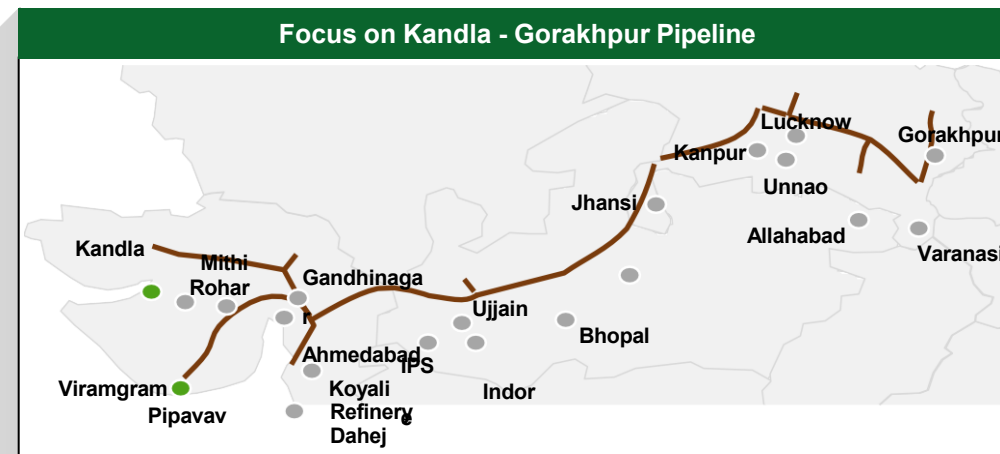 Focus on Kandla - Gorakhpur Pipeline
Lucknow
Gorakhpur
Kanpur
Unnao
Jhansi
Allahabad
Varanasi
Kandla
Mithi
Rohar
Gandhinaga
r
Ujjain
Bhopal
Ahmedabad
IPS
Viramgram
Pipavav
Koyali
Refinery
e
Dahej
Indor